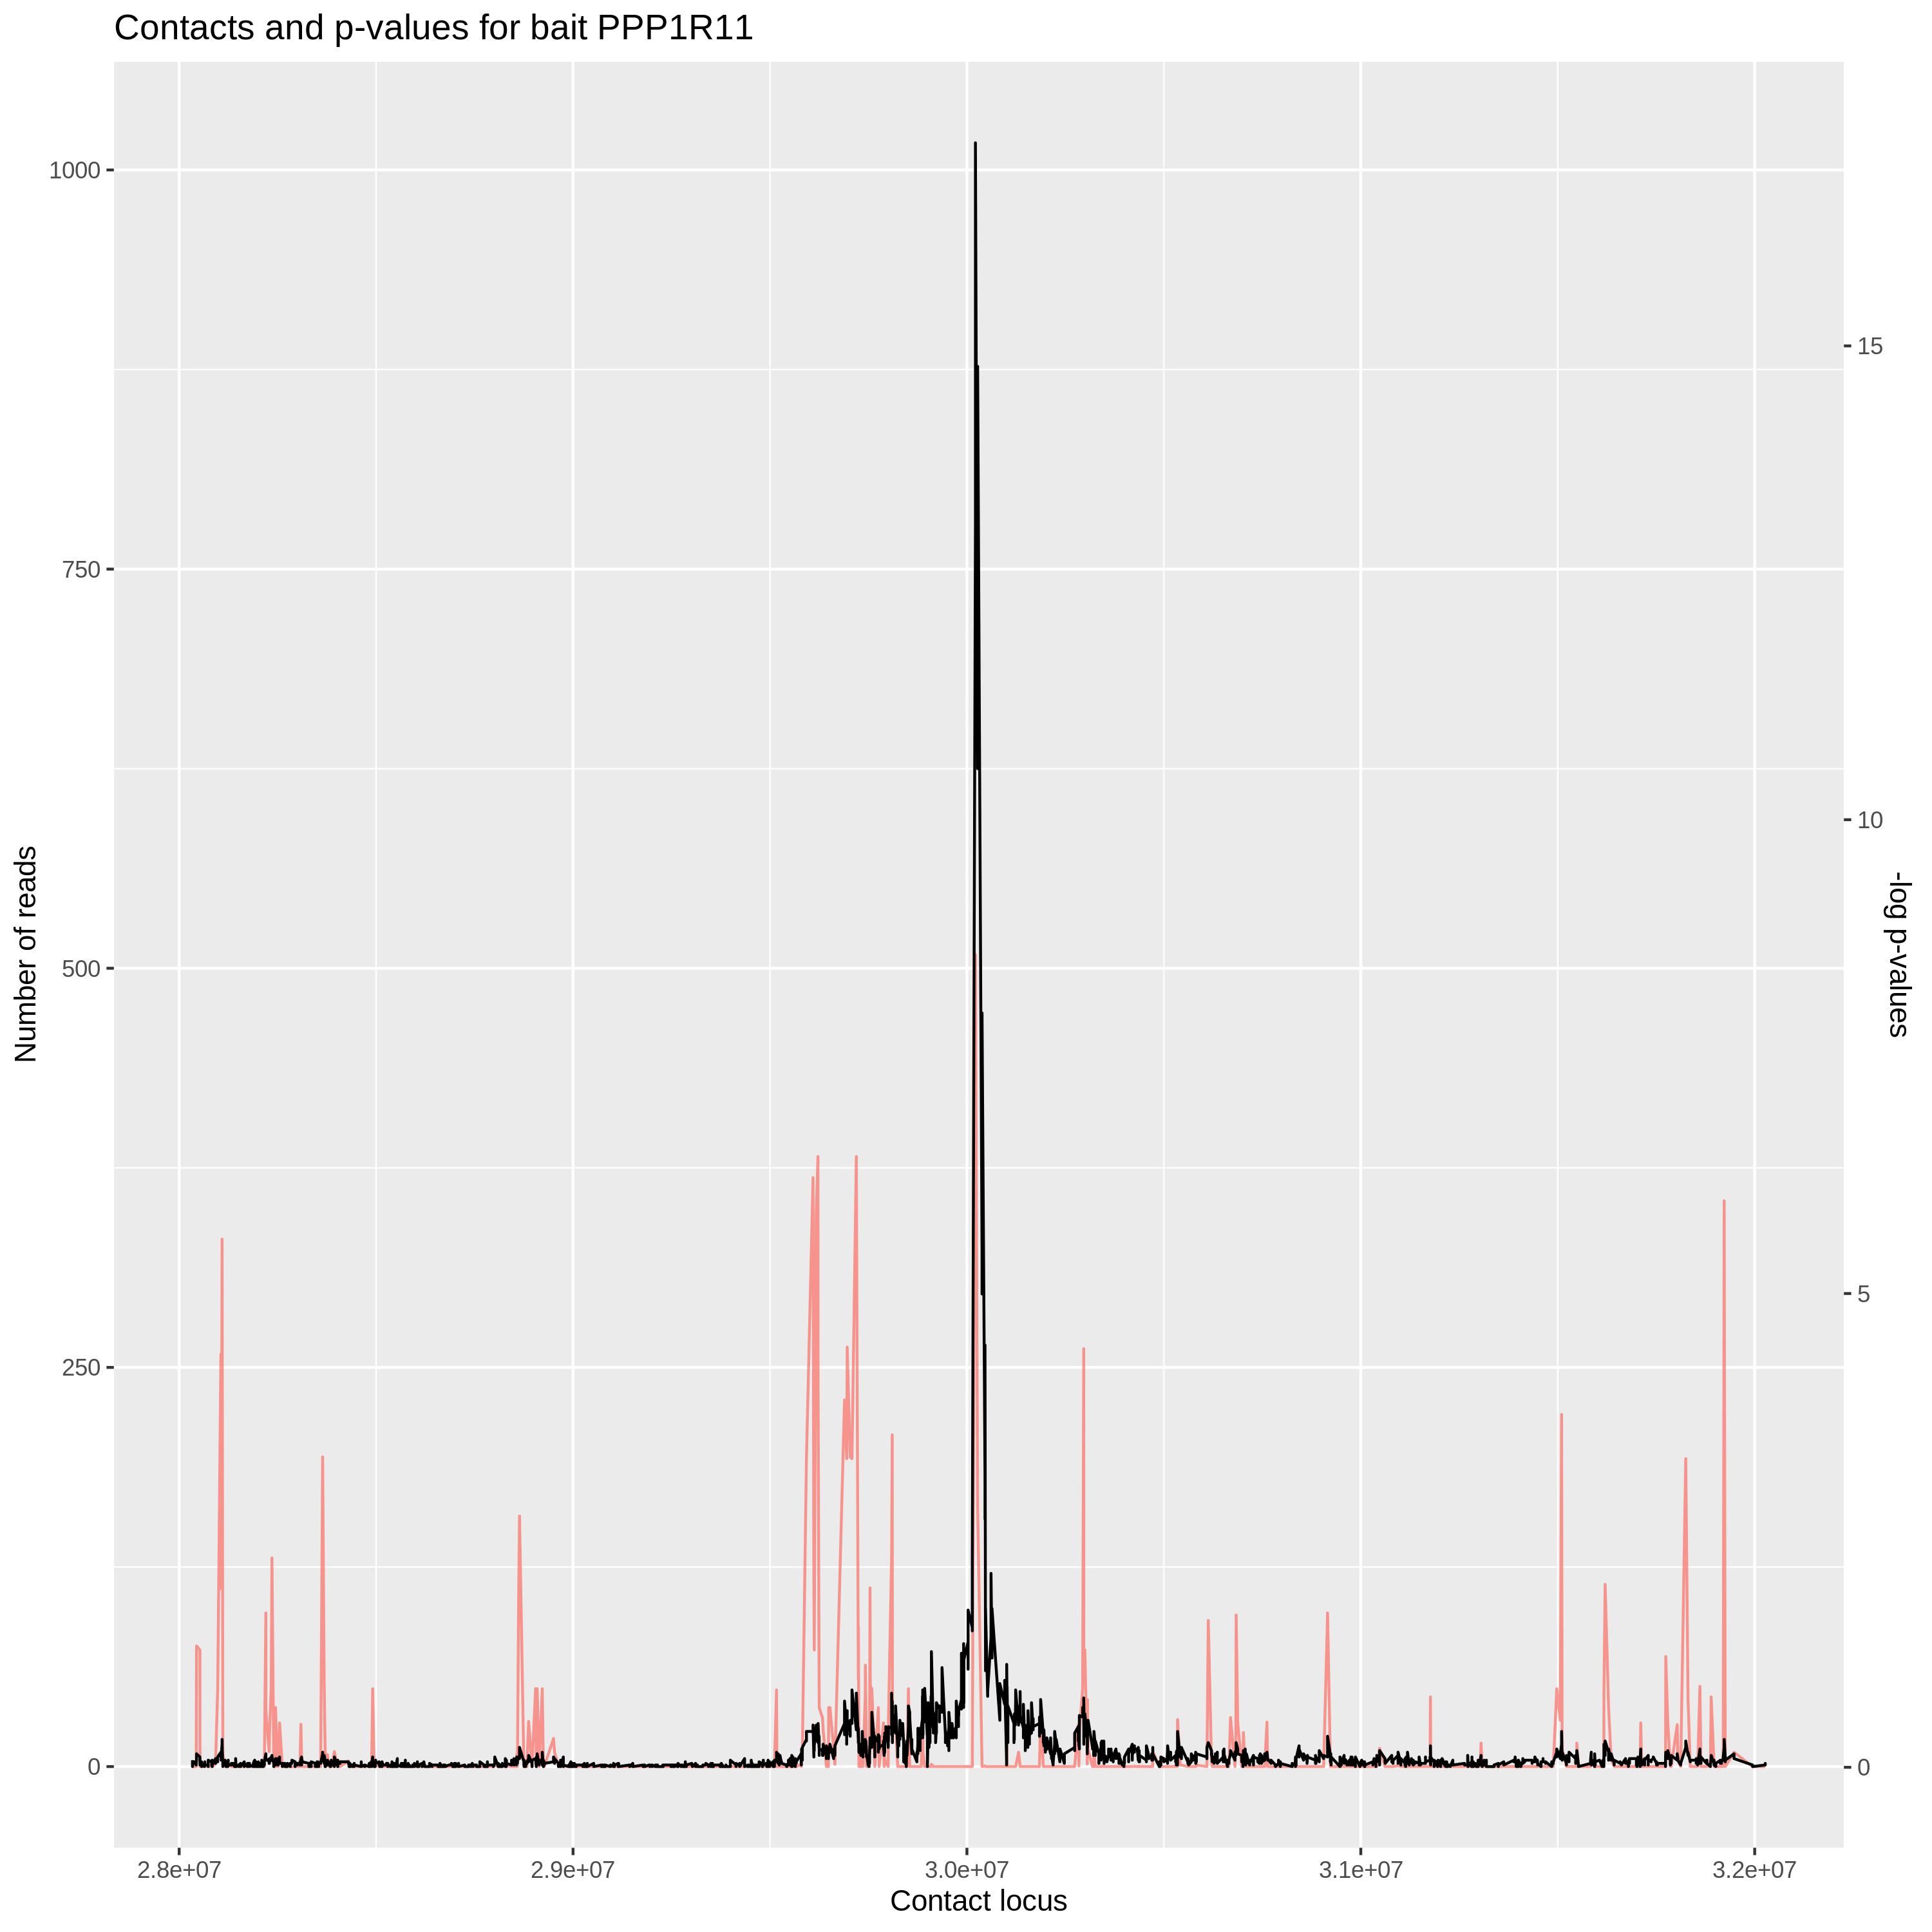 Contacts and p-values for bait PPP1R11
Number of reads
1000
750
500
250
0
15
10
5
0
-log p-values
2.8e+07
2.9e+07
3.0e+07
3.1e+07
3.2e+07
Contact locus